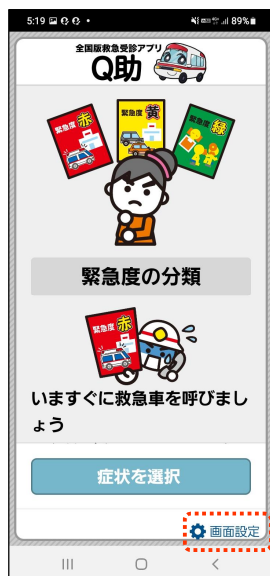 5:19
89%
全国版救急受診アプリ
Q助
緊急度 赤
緊急度 黄
緊急度 緑
緊急度の分類
緊急度 赤
いますぐに救急車を呼びまし
ょう
症状を選択
画面設定